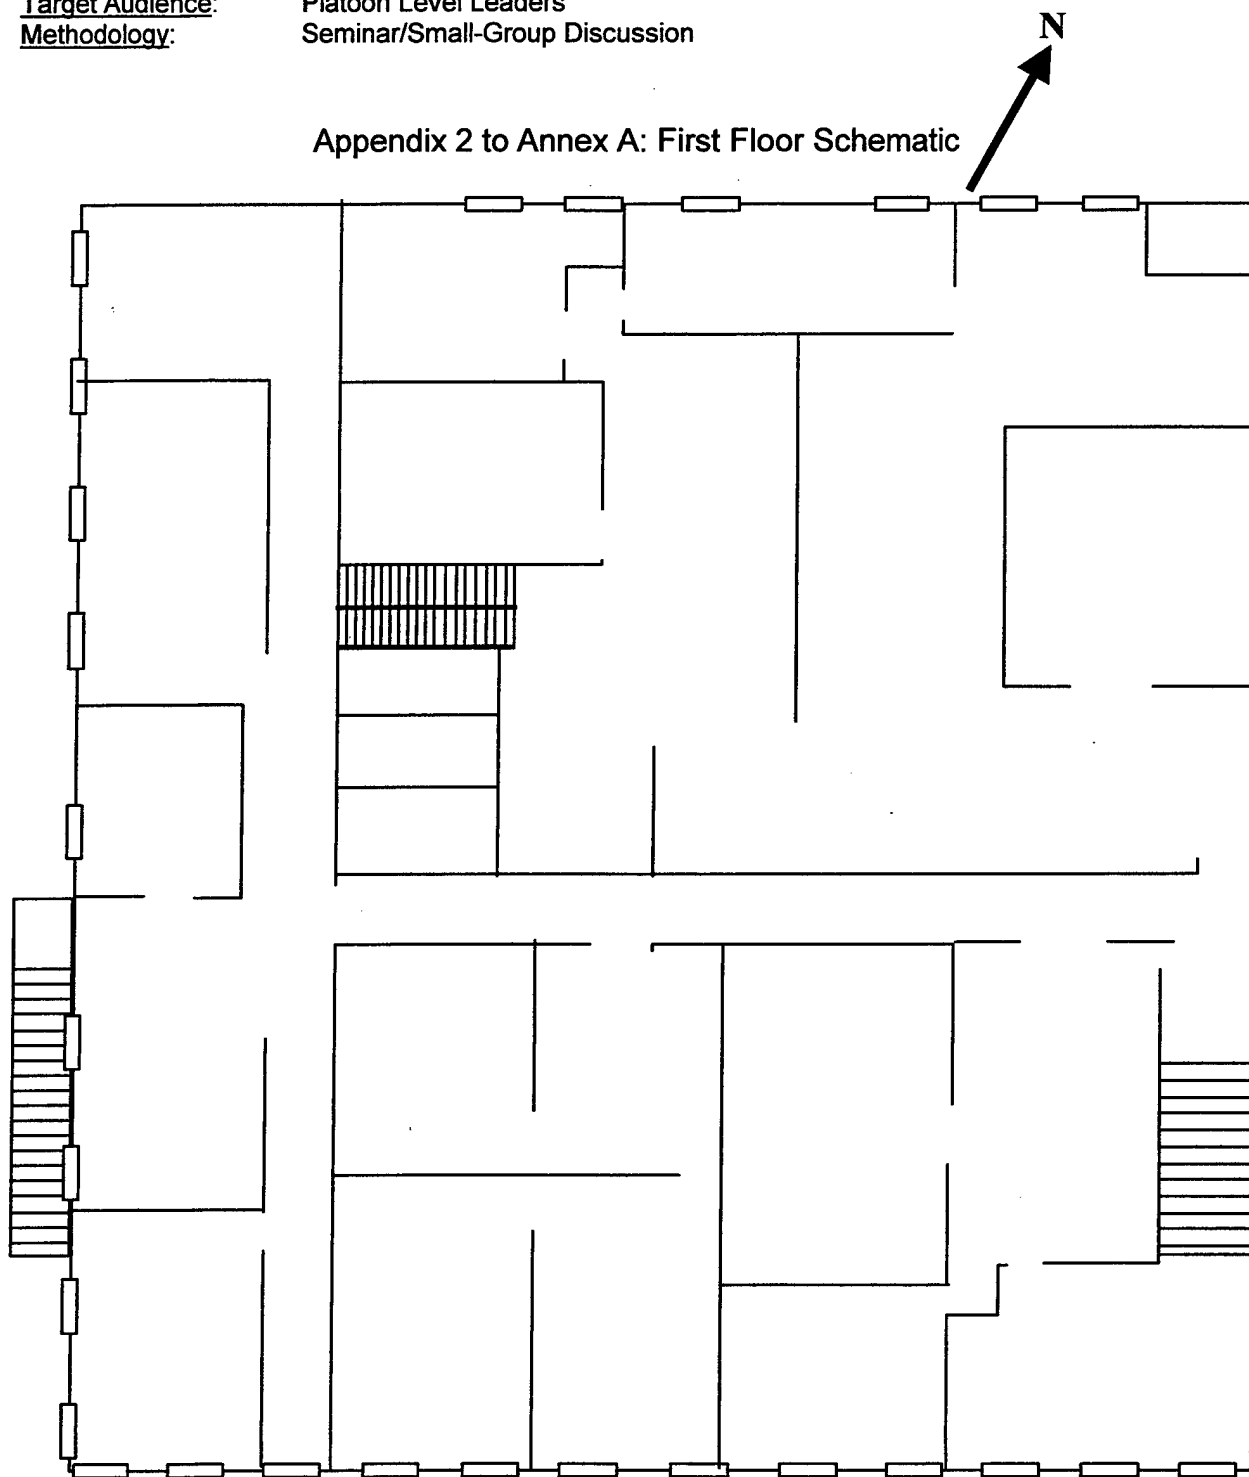 Target Audience: Platoon Level Leaders
Methodology: Seminar/Small-Group Discussion
N
Appendix 2 to Annex A: First Floor Schematic